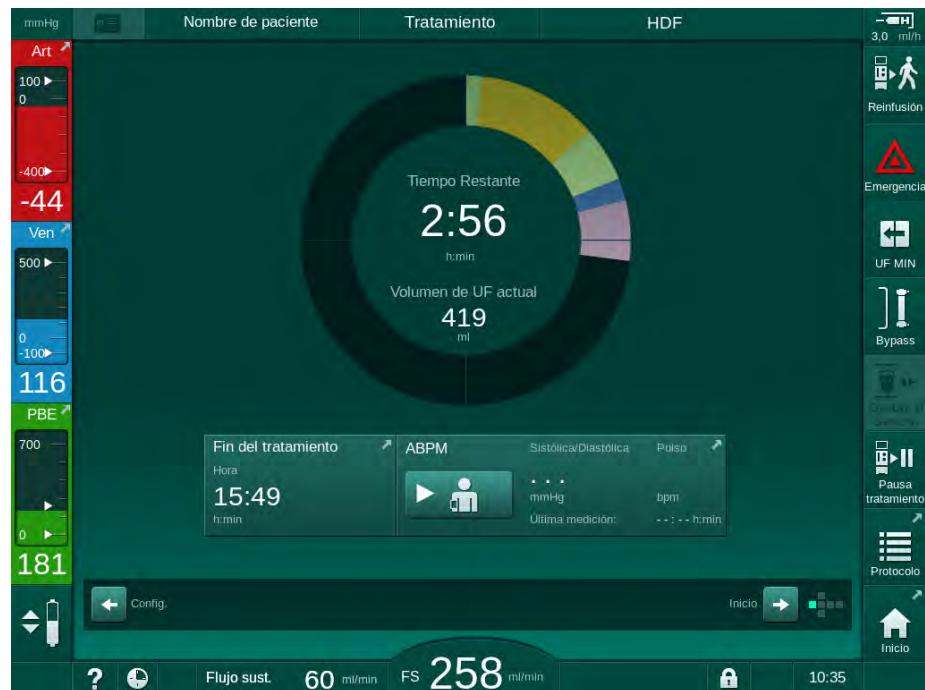 mmHg
Nombre de paciente
Tratamiento
HDF
3,0 ml/h
Art
100
0
-400
-44
Ven
500
0
-100
116
PBE
700
0
181
Tiempo Restante
2:56
h:min
Volumen de UF actual
419
ml
Fin del tratamiento
Hora
15:49
h:min
ABPM
Sistólica/Diastólica
Pulso
. . .
mmHg
bpm
Última medición:
--:-- h:min
Config.
Inicio
Reinfusión
Emergencia
UF MIN
Bypass
Pausa
tratamiento
Protocolo
Inicio
?
Flujo sust.
60 ml/min
FS 258 ml/min
10:35